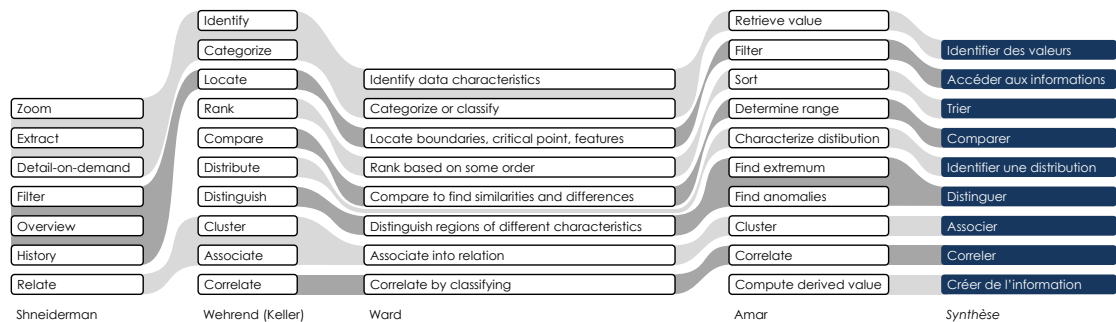 Zoom
Extract
Detail-on-demand
Filter
Overview
History
Relate
Shneiderman
Identify
Categorize
Locate
Rank
Compare
Distribute
Distinguish
Cluster
Associate
Correlate
Wehrend (Keller)
Identify data characteristics
Categorize or classify
Locate boundaries, critical point, features
Rank based on some order
Compare to find similarities and differences
Distinguish regions of different characteristics
Associate into relation
Correlate by classifying
Ward
Retrieve value
Filter
Sort
Determine range
Characterize distibution
Find extremum
Find anomalies
Cluster
Correlate
Compute derived value
Amar
Identifier des valeurs
Accéder aux informations
Trier
Comparer
Identifier une distribution
Distinguer
Associer
Correler
Créer de l'information
Synthèse